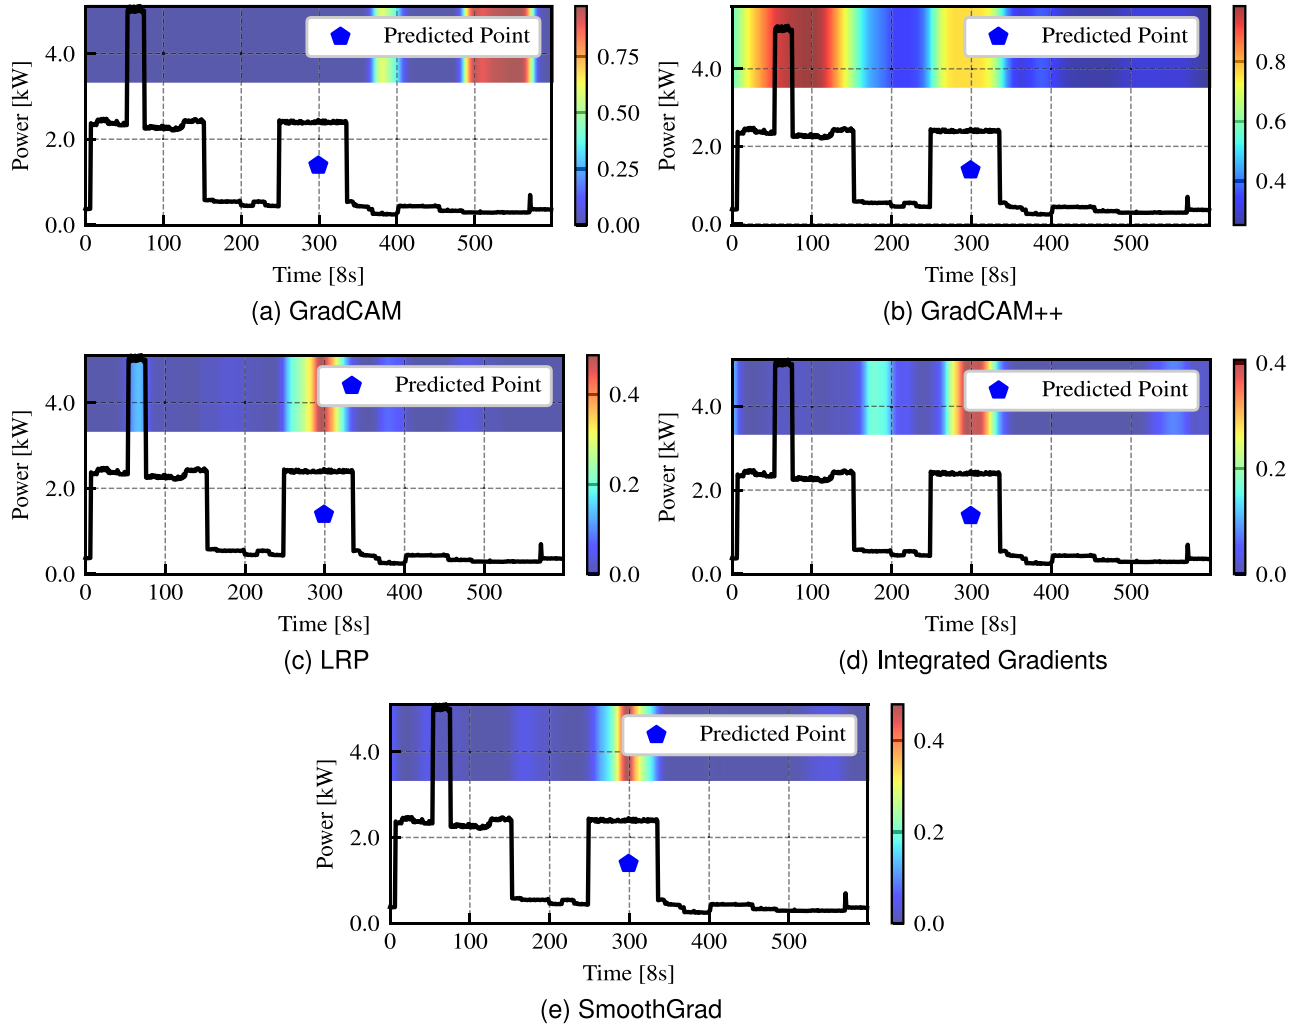 4.0
2.0
0.0
Power [kW]
Predicted Point
0.75
0.50
0.25
0.00
0 100 200 300 400 500
Time [8s]
(a) GradCAM
4.0
2.0
0.0
Power [kW]
Predicted Point
0.8
0.6
0.4
0 100 200 300 400 500
Time [8s]
(b) GradCAM++
4.0
2.0
0.0
Power [kW]
Predicted Point
0.4
0.2
0.0
0 100 200 300 400 500
Time [8s]
(c) LRP
4.0
2.0
0.0
Power [kW]
Predicted Point
0.4
0.2
0.0
0 100 200 300 400 500
Time [8s]
(d) Integrated Gradients
4.0
2.0
0.0
Power [kW]
Predicted Point
0.4
0.2
0.0
0 100 200 300 400 500
Time [8s]
(e) SmoothGrad